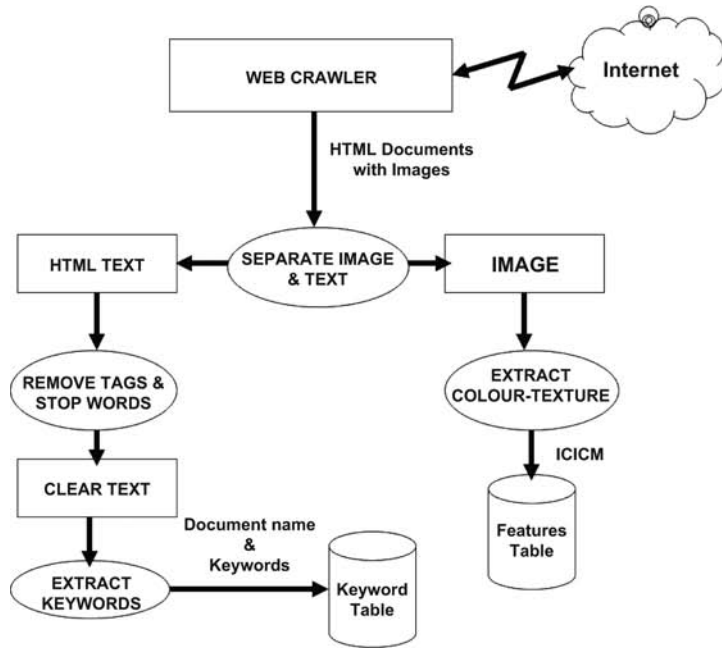 WEB CRAWLER
Internet
HTML Documents
with Images
HTML TEXT
SEPARATE IMAGE
& TEXT
IMAGE
REMOVE TAGS &
STOP WORDS
EXTRACT
COLOUR-TEXTURE
ICICM
CLEAR TEXT
Document name
&
Keywords
Features
Table
EXTRACT
KEYWORDS
Keyword
Table